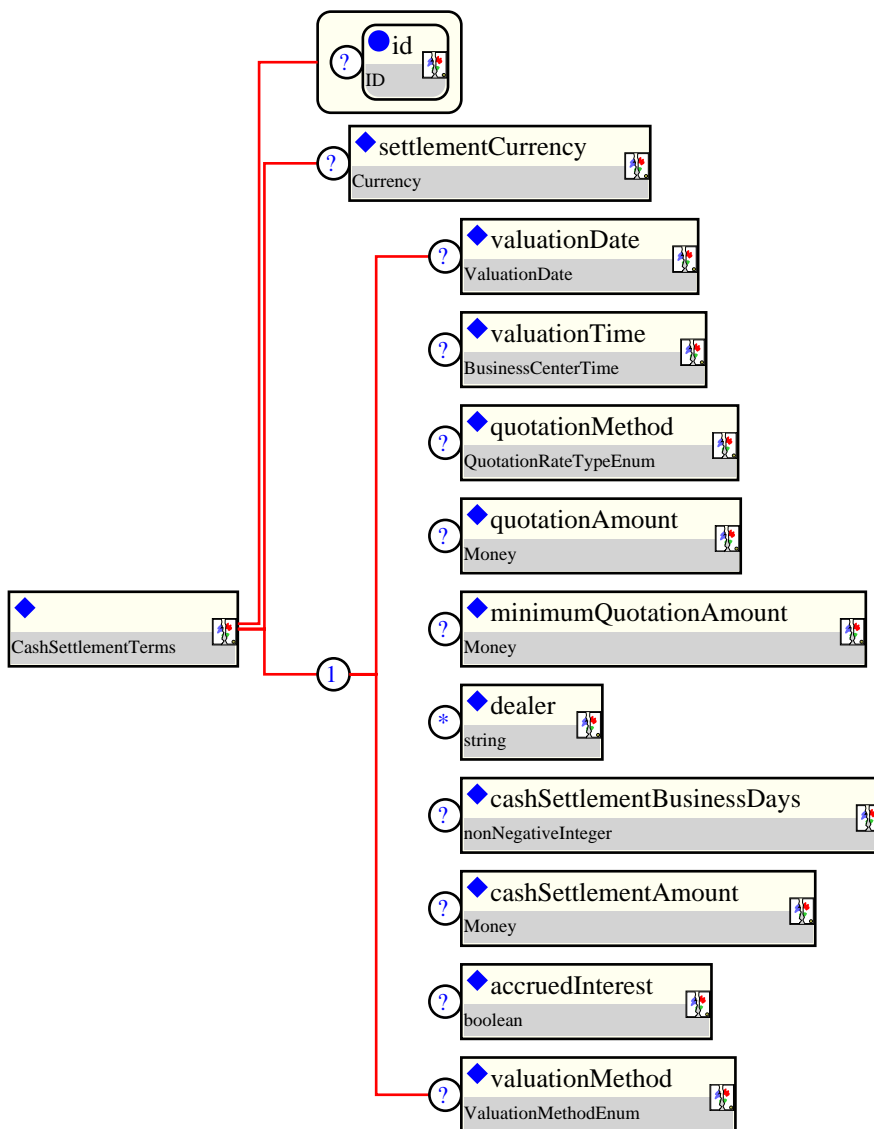 ?
id
ID
?
settlementCurrency
Currency
?
valuationDate
ValuationDate
?
valuationTime
BusinessCenterTime
?
quotationMethod
QuotationRateTypeEnum
?
quotationAmount
Money
CashSettlementTerms
1
?
minimumQuotationAmount
Money
*
dealer
string
?
cashSettlementBusinessDays
nonNegativeInteger
?
cashSettlementAmount
Money
?
accruedInterest
boolean
?
valuationMethod
ValuationMethodEnum